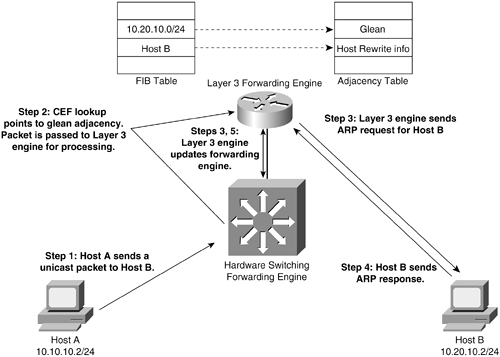 10.20.10.0/24
Glean
Host B
Host Rewrite info
FIB Table
Adjacency Table
Layer 3 Forwarding Engine
Step 2: CEF lookup
points to glean adjacency.
Packet is passed to Layer 3
engine for processing.
Steps 3, 5:
Layer 3 engine
updates forwarding
engine.
Step 3: Layer 3 engine sends
ARP request for Host B
Step 1: Host A sends a
unicast packet to Host B.
Hardware Switching
Forwarding Engine
Step 4: Host B sends
ARP response.
Host A
10.10.10.2/24
Host B
10.20.10.2/24